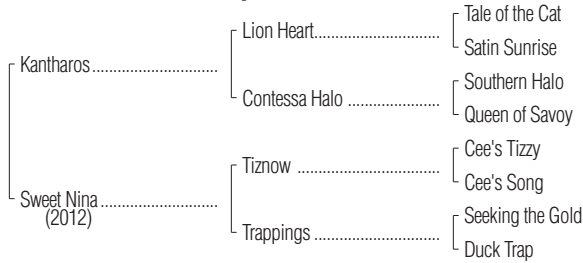 Tale of the Cat
Lion Heart
Satin Sunrise
Kantharos
Southern Halo
Contessa Halo
Queen of Savoy
Cee's Tizzy
Tiznow
Cee's Song
Sweet Nina
(2012)
Seeking the Gold
Trappings
Duck Trap